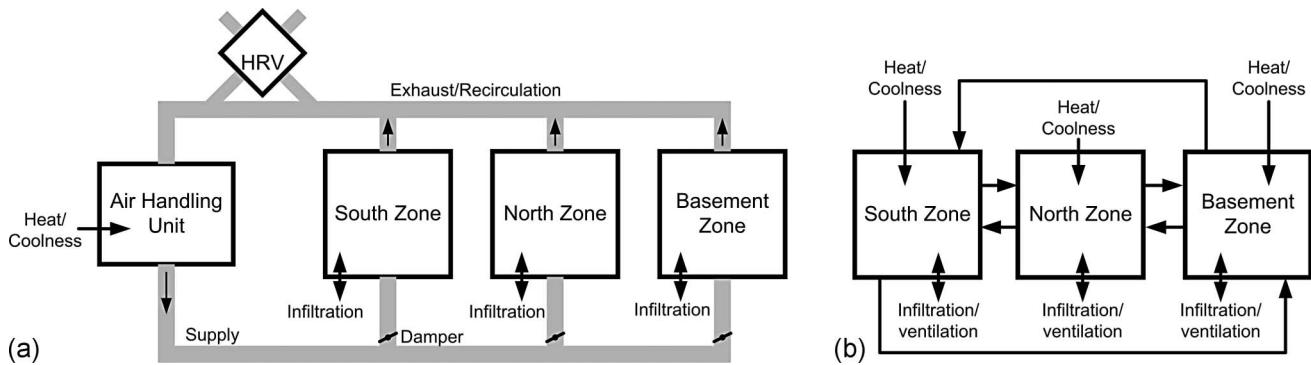 HRV
Exhaust/Recirculation
Air Handling
Unit
Heat/
Coolness
South Zone
North Zone
Basement
Zone
Infiltration
Infiltration
Infiltration
Supply
Damper
(a)
Heat/
Coolness
Heat/
Coolness
Heat/
Coolness
South Zone
North Zone
Basement
Zone
Infiltration/
ventilation
Infiltration/
ventilation
Infiltration/
ventilation
(b)